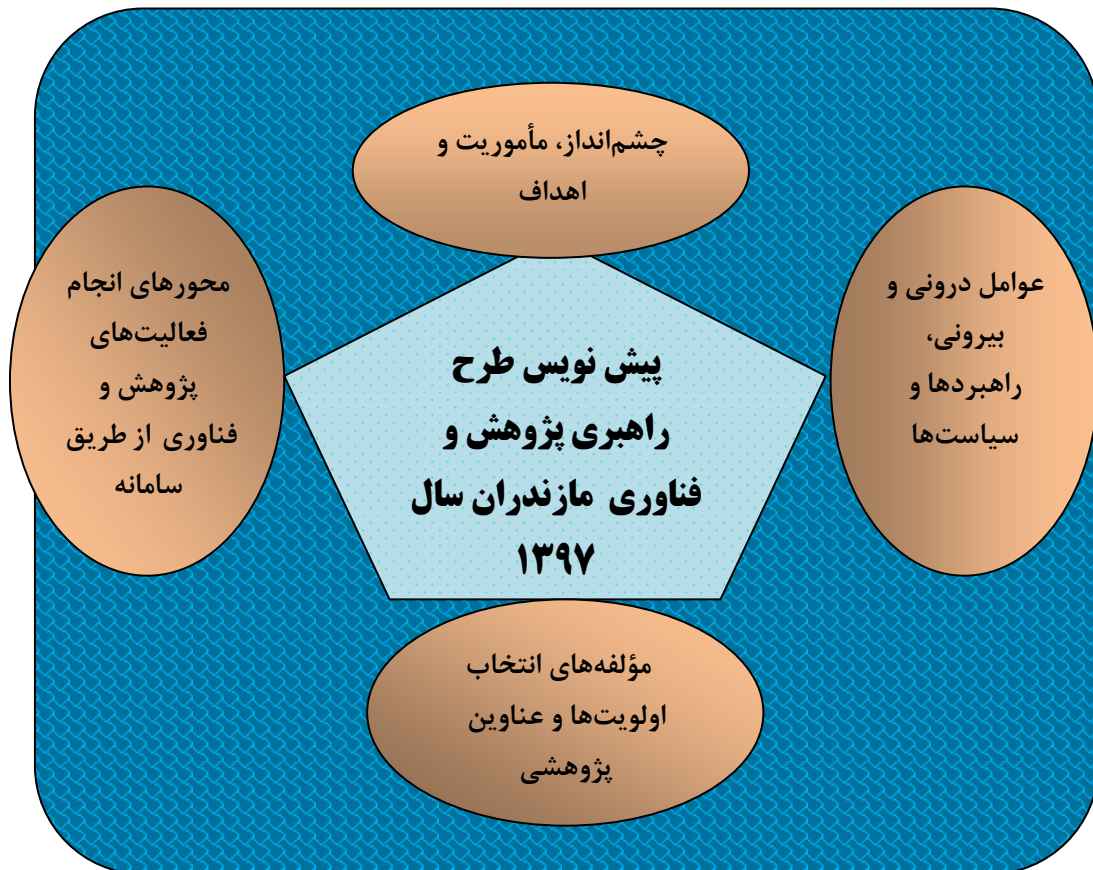 چشم‌انداز، مأموریت و
اهداف
عوامل درونی و
بیرونی،
راهبردها و
سیاست‌ها
پیش نویس طرح
راهبری پژوهش و
فناوری مازندران سال
۱۳۹۷
محورهای انجام
فعالیت‌های
پژوهش و
فناوری از طریق
سامانه
مؤلفه‌های انتخاب
اولویت‌ها و عناوین
پژوهشی